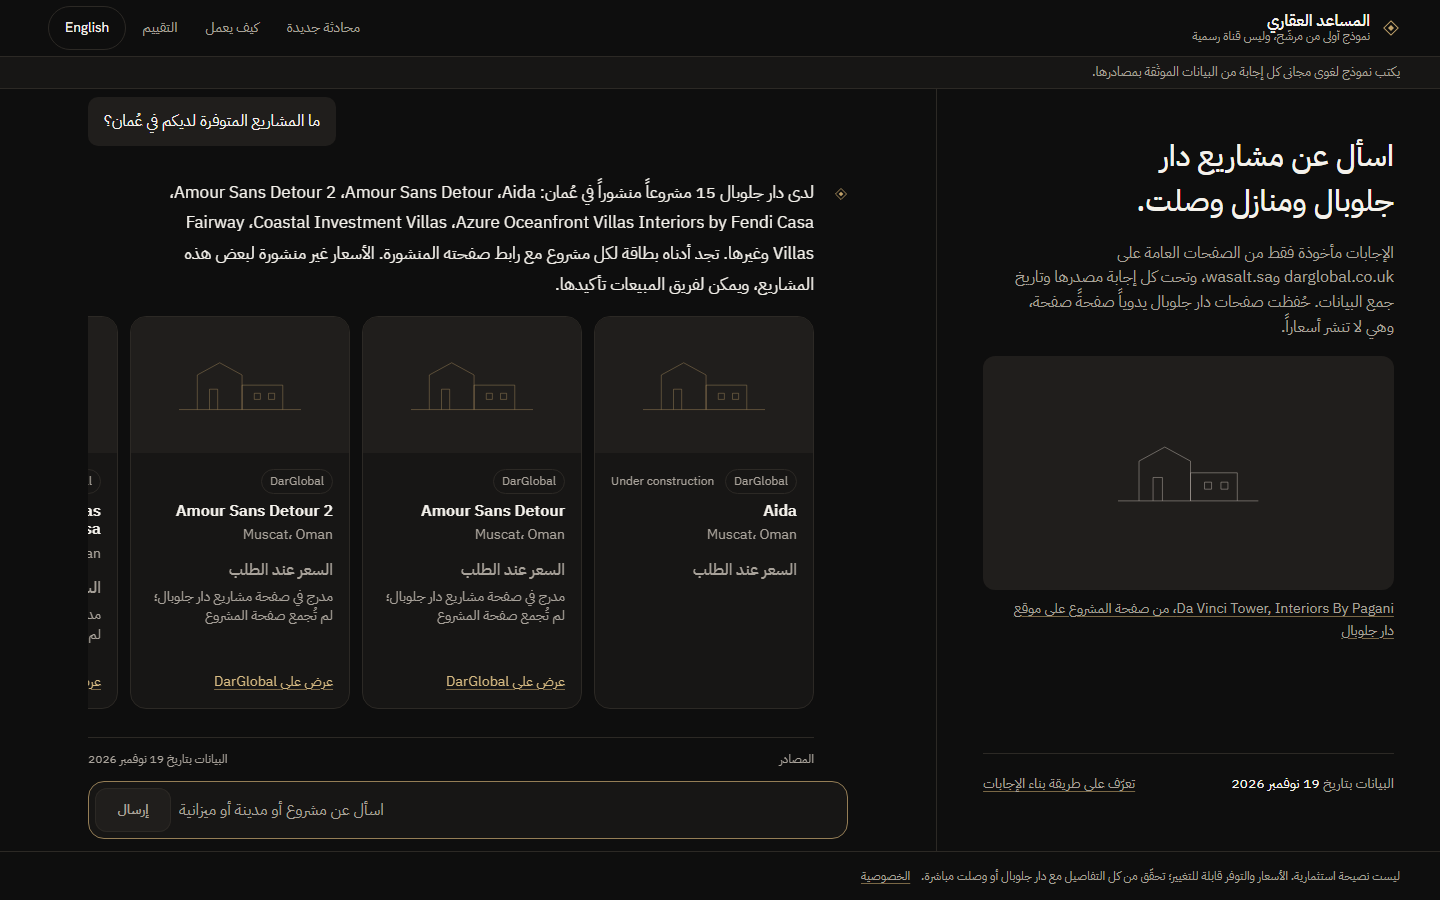 المساعد العقاري
نموذج أولي من مرشّح، وليس قناة رسمية
محادثة جديدة
كيف يعمل
التقييم
English
يكتب نموذج لغوي مجاني كل إجابة من البيانات الموثّقة بمصادرها.
اسأل عن مشاريع دار
جلوبال ومنازل وصلت.
الإجابات مأخوذة فقط من الصفحات العامة على
darglobal.co.uk وwasalt.sa، وتحت كل إجابة مصدرها وتاريخ
جمع البيانات. حُفظت صفحات دار جلوبال يدوياً صفحةً صفحة،
وهي لا تنشر أسعاراً.
Da Vinci Tower, Interiors By Pagani، من صفحة المشروع على موقع
دار جلوبال
البيانات بتاريخ 19 نوفمبر 2026
تعرّف على طريقة بناء الإجابات
ما المشاريع المتوفرة لديكم في عُمان؟
لدى دار جلوبال 15 مشروعاً منشوراً في عُمان: Aida، Amour Sans Detour، Amour Sans Detour 2،
Azure Oceanfront Villas Interiors by Fendi Casa، Coastal Investment Villas، Fairway
Villas وغيرها. تجد أدناه بطاقة لكل مشروع مع رابط صفحته المنشورة. الأسعار غير منشورة لبعض هذه
المشاريع، ويمكن لفريق المبيعات تأكيدها.
DarGlobal
Under construction
Aida
Muscat، Oman
السعر عند الطلب
DarGlobal
Amour Sans Detour
Muscat، Oman
السعر عند الطلب
مدرج في صفحة مشاريع دار جلوبال؛
لم تُجمع صفحة المشروع
عرض على DarGlobal
DarGlobal
Amour Sans Detour 2
Muscat، Oman
السعر عند الطلب
مدرج في صفحة مشاريع دار جلوبال؛
لم تُجمع صفحة المشروع
عرض على DarGlobal
المصادر
البيانات بتاريخ 19 نوفمبر 2026
اسأل عن مشروع أو مدينة أو ميزانية
إرسال
ليست نصيحة استثمارية. الأسعار والتوفر قابلة للتغيير؛ تحقّق من كل التفاصيل مع دار جلوبال أو وصلت مباشرة.
الخصوصية